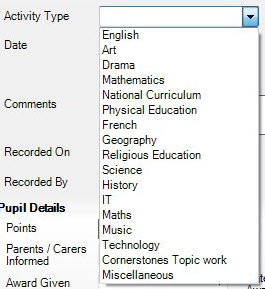 Activity Type
English
Art
Date
Drama
Mathematics
National Curriculum
Comments
Physical Education
French
Geography
Recorded On
Religious Education
Science
Recorded By
History
IT
Pupil Details
Maths
Points
Music
Parents / Carers
Technology
Informed
Cornerstones Topic work
Award Given
Miscellaneous